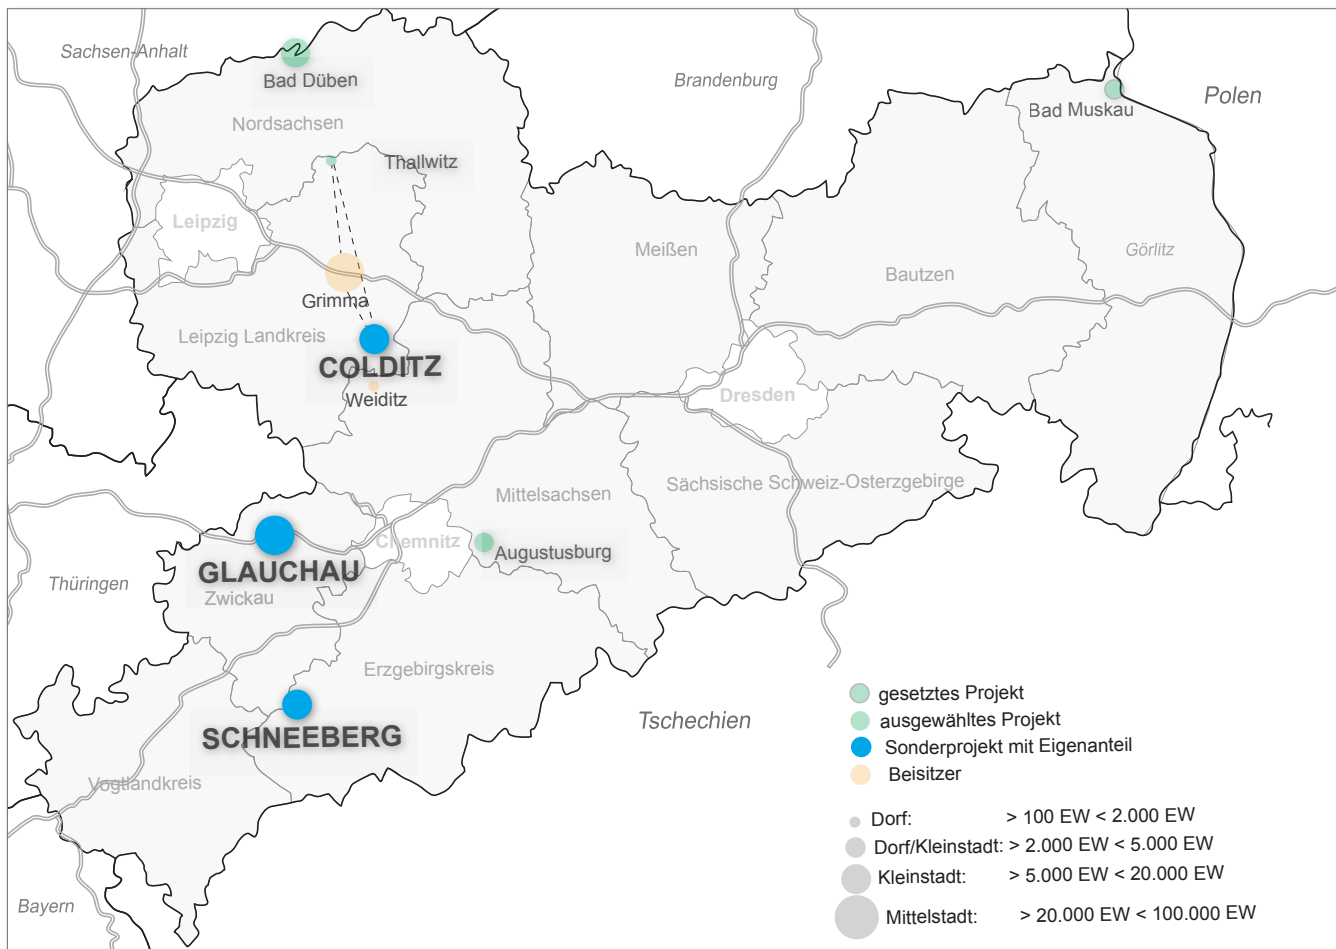 Sachsen-Anhalt
Brandenburg
Polen
Bad Düben
Bad Muskau
Nordsachsen
Thallwitz
Leipzig
Meißen
Görlitz
Bautzen
Grimma
Leipzig Landkreis
COLDITZ
Weiditz
Dresden
Sächsische Schweiz-Osterzgebirge
Mittelsachsen
Chemnitz
Augustusburg
GLAUCHAU
Thüringen
Zwickau
Erzgebirgskreis
SCHNEEBERG
Tschechien
Vogtlandkreis
Bayern
gesetztes Projekt
ausgewähltes Projekt
Sonderprojekt mit Eigenanteil
Beisitzer
Dorf: > 100 EW < 2.000 EW
Dorf/Kleinstadt: > 2.000 EW < 5.000 EW
Kleinstadt: > 5.000 EW < 20.000 EW
Mittelstadt: > 20.000 EW < 100.000 EW